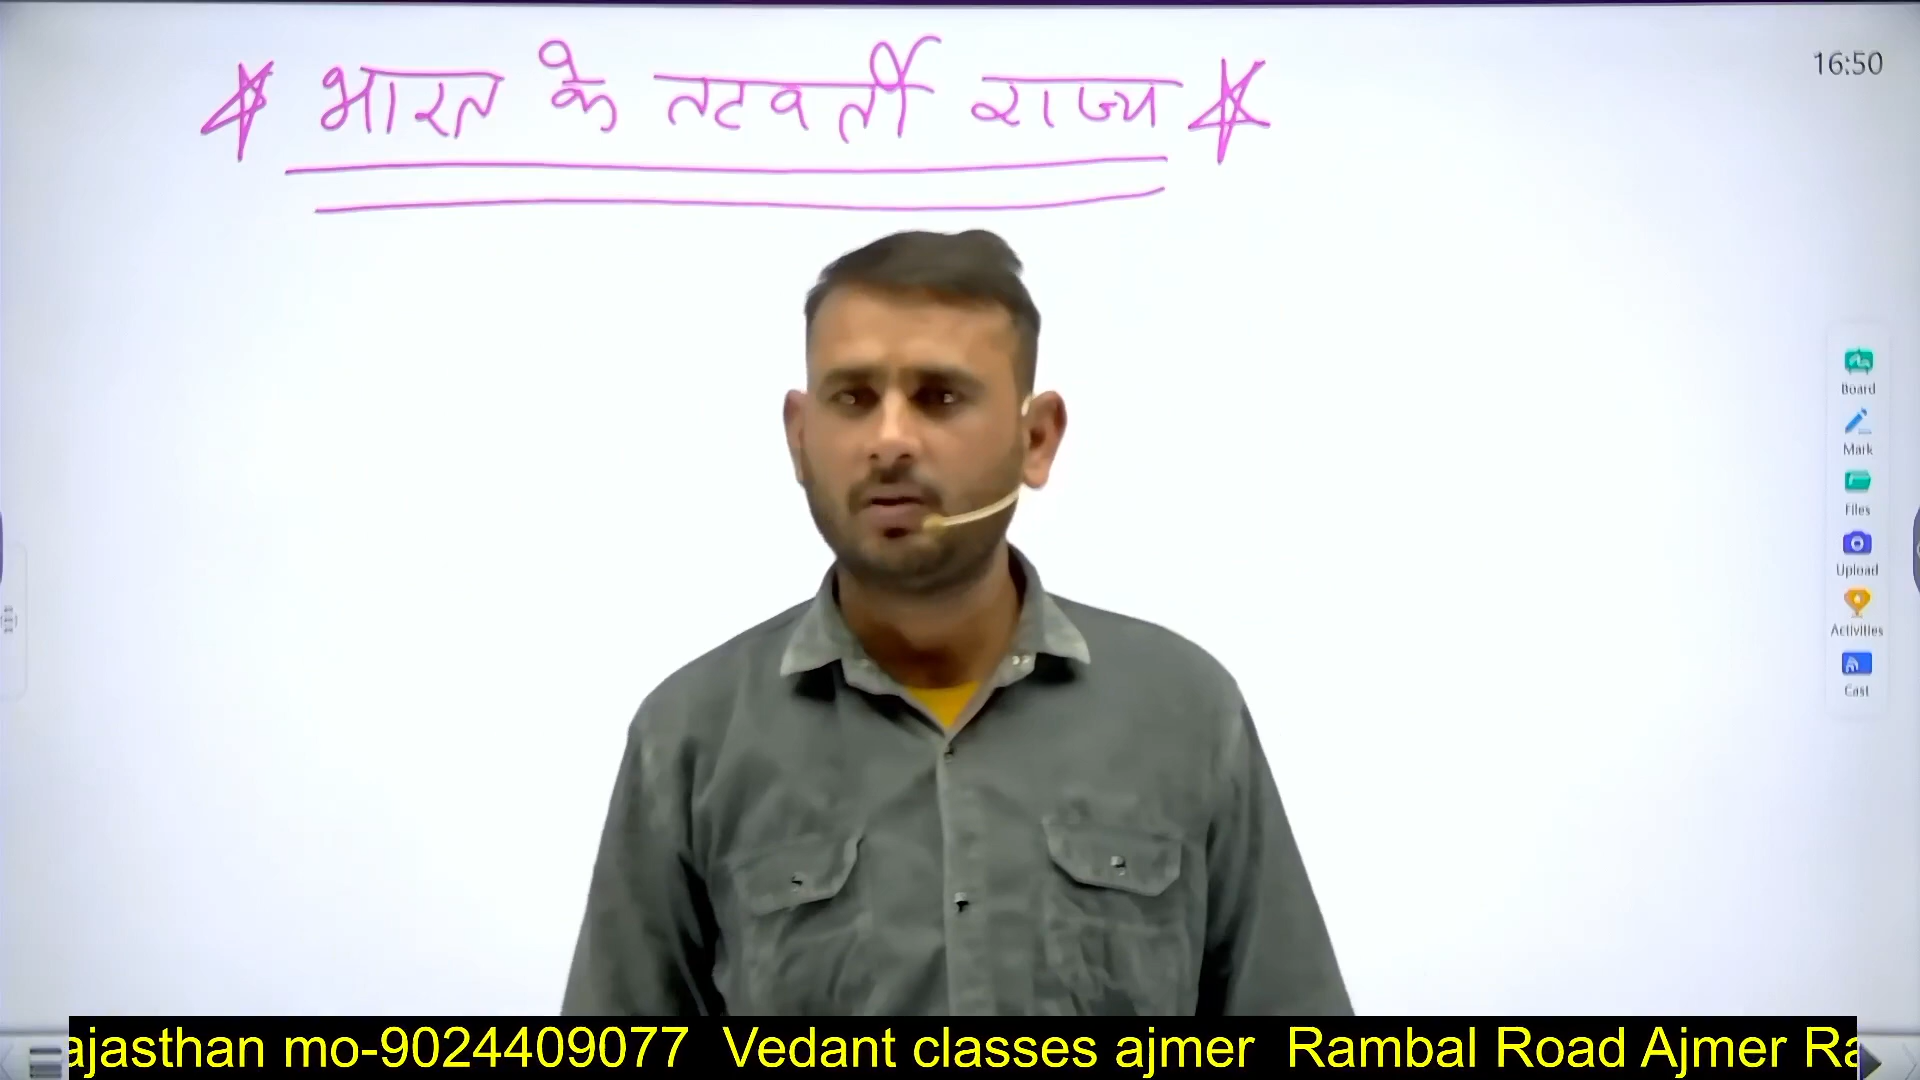 भारत के तटवर्ती राज्य
16:50
Board
Mark
Files
Upload
Activities
Cast
ajasthan mo-9024409077 Vedant classes ajmer Rambal Road Ajmer Ra